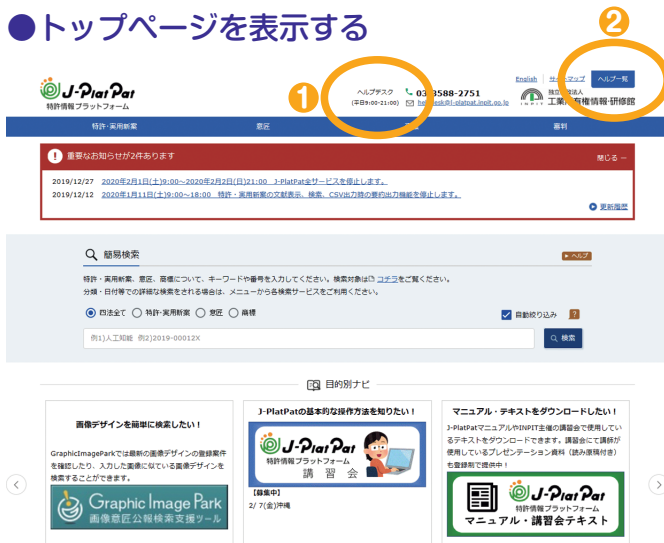 ●トップページを表示する
❶
❷
J-PlatPat
特許情報プラットフォーム
ヘルプデスク
(平日9:00-21:00)
03-3588-2751
helpdesk@j-platpat.inpit.go.jp
English
サイトマップ
ヘルプ一覧
INPIT
独立行政法人
工業所有権情報・研修館
特許・実用新案
意匠
商標
審判
重要なお知らせが2件あります
閉じる −
2019/12/27 2020年2月1日(土)9:00~2020年2月2日(日)21:00 J-PlatPat全サービスを停止します。
2019/12/12 2020年1月11日(土)9:00~18:00 特許・実用新案の文献表示、検索、CSV出力時の要約出力機能を停止します。
更新履歴
簡易検索
ヘルプ
特許・実用新案、意匠、商標について、キーワードや番号を入力してください。検索対象は コチラをご覧ください。
分類・日付等での詳細な検索をされる場合は、メニューから各検索サービスをご利用ください。
四法全て 特許・実用新案 意匠 商標
自動絞り込み ?
例1)人工知能 例2)2019-00012X
検索
目的別ナビ
画像デザインを簡単に検索したい！
GraphicImageParkでは最新の画像デザインの登録案件
を確認したり、入力した画像に似ている画像デザインを
検索することができます。
Graphic Image Park
画像意匠公報検索支援ツール
J-PlatPatの基本的な操作方法を知りたい！
J-PlatPat
特許情報プラットフォーム
講 習 会
【募集中】
2/ 7(金)沖縄
マニュアル・テキストをダウンロードしたい！
J-PlatPatマニュアルやINPIT主催の講習会で使用してい
るテキストをダウンロードできます。講習会にて講師が
使用しているプレゼンテーション資料（読み原稿付き）
も登録制で提供中！
J-PlatPat
特許情報プラットフォーム
マニュアル・講習会テキスト